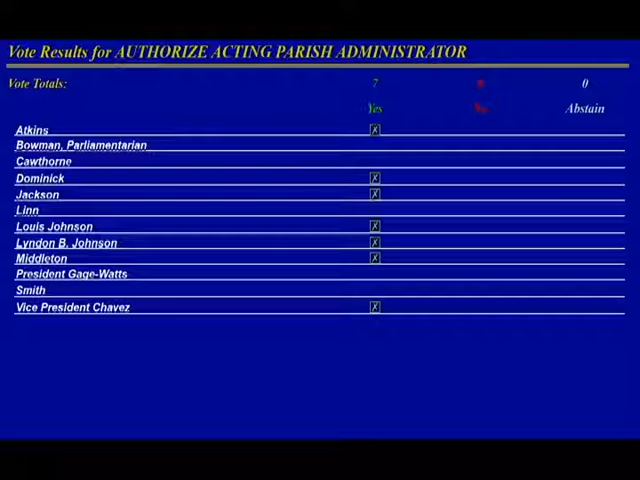 Vote Results for AUTHORIZE ACTING PARISH ADMINISTRATOR
Vote Totals: 7 0
Yes No Abstain
Atkins
Bowman, Parliamentarian
Cawthorne
Dominick
Jackson
Linn
Louis Johnson
Lyndon B. Johnson
Middleton
President Gage-Watts
Smith
Vice President Chavez